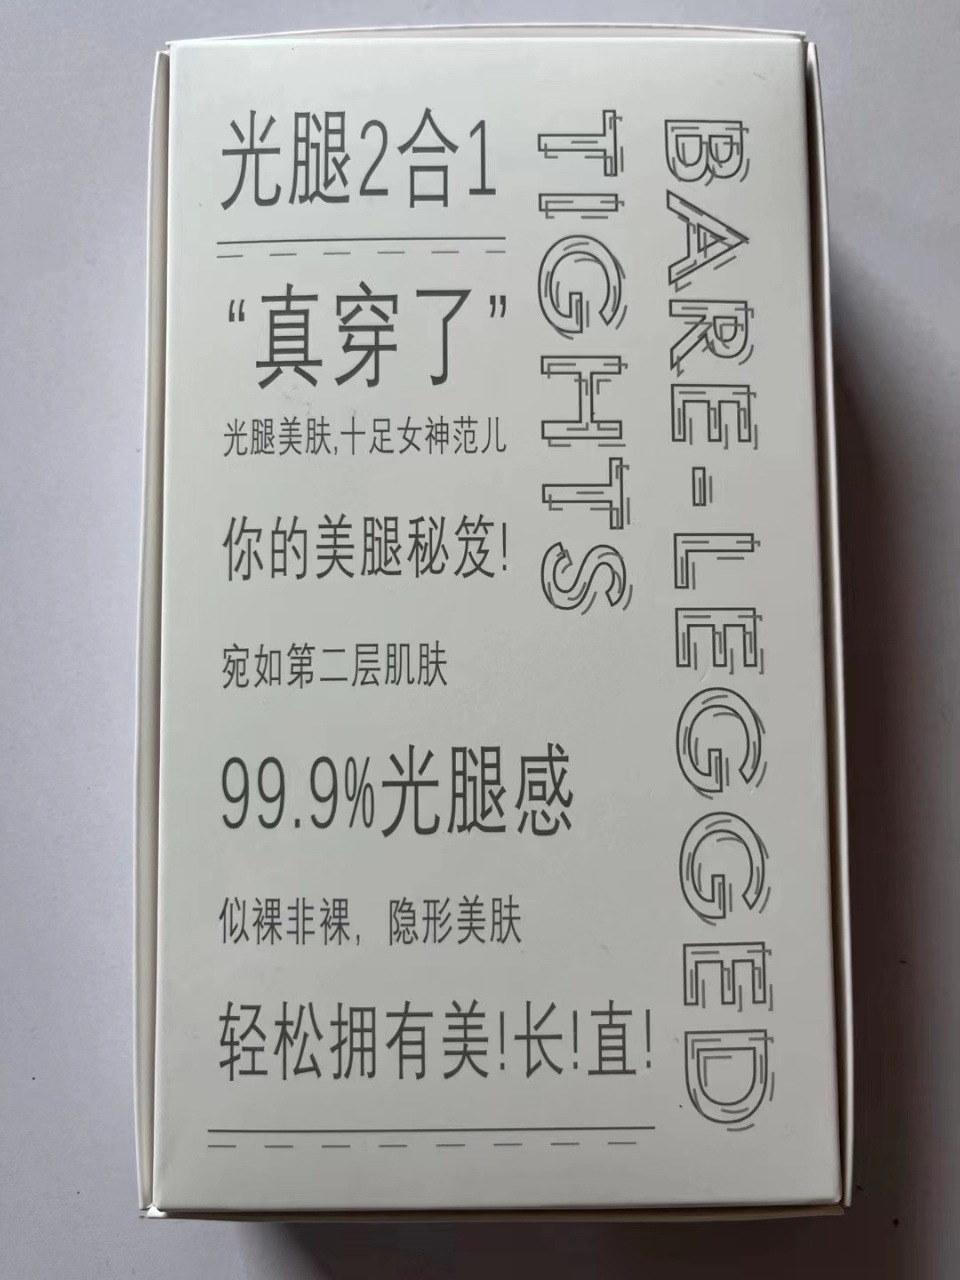 光腿2合1
“真穿了”
光腿美肤,十足女神范儿
你的美腿秘笈!
宛如第二层肌肤
99.9%光腿感
似裸非裸，隐形美肤
轻松拥有美!长!直!
BARE-LEGGED
TIGHTS